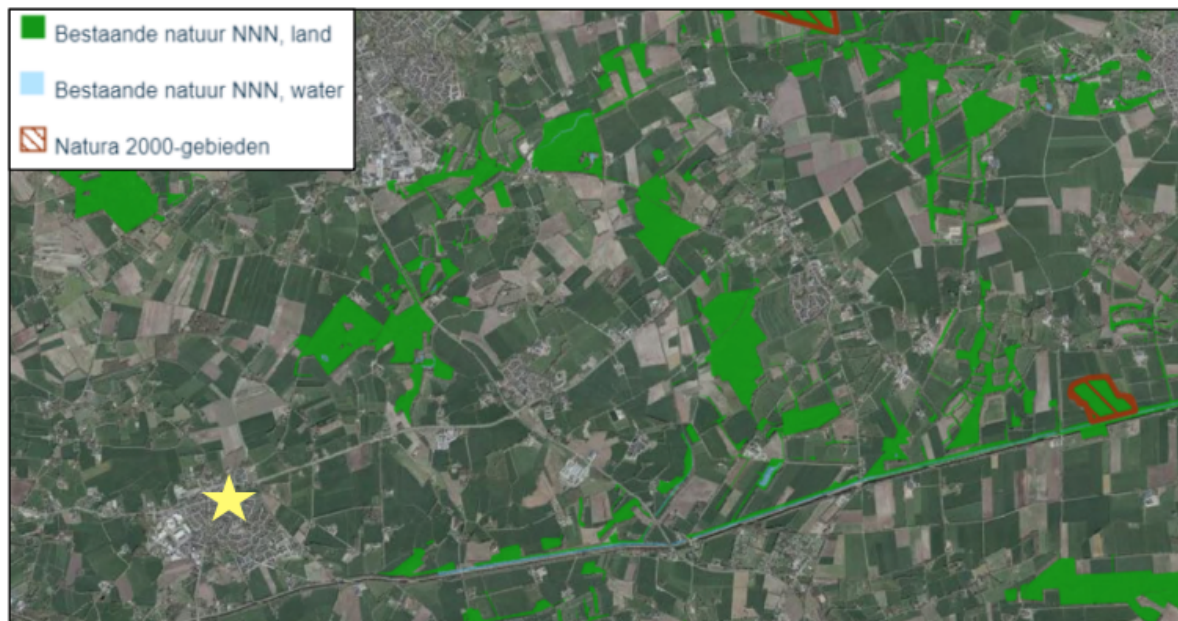 Bestaande natuur NNN, land
Bestaande natuur NNN, water
Natura 2000-gebieden